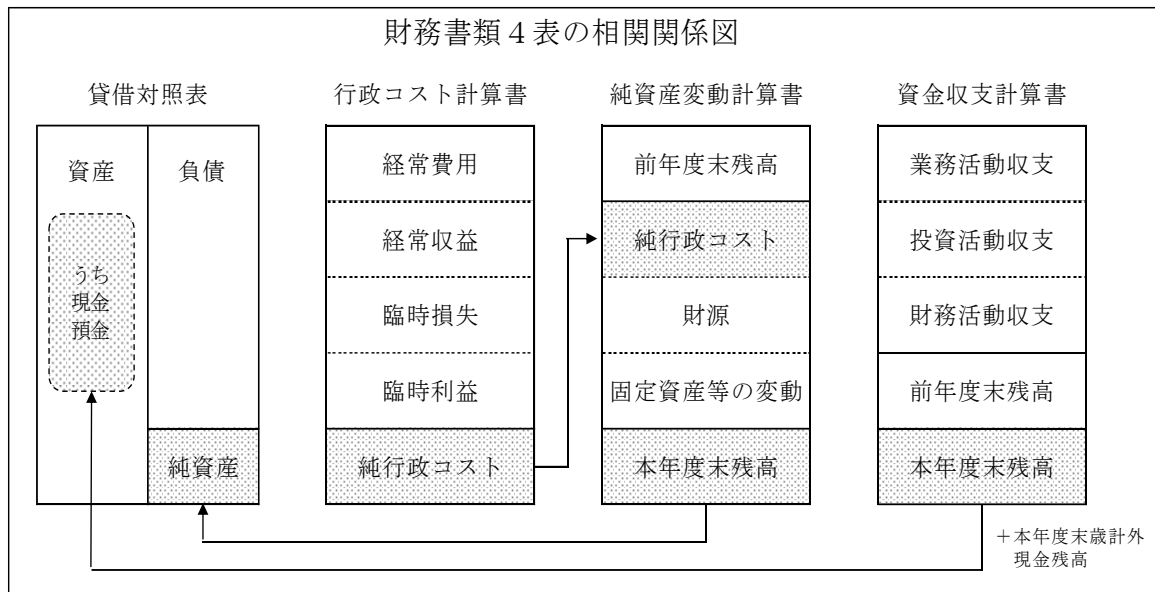 財務書類４表の相関関係図
貸借対照表
資産
負債
うち
現金
預金
純資産
行政コスト計算書
経常費用
経常収益
臨時損失
臨時利益
純行政コスト
純資産変動計算書
前年度末残高
純行政コスト
財源
固定資産等の変動
本年度末残高
資金収支計算書
業務活動収支
投資活動収支
財務活動収支
前年度末残高
本年度末残高
＋本年度末歳計外
現金残高